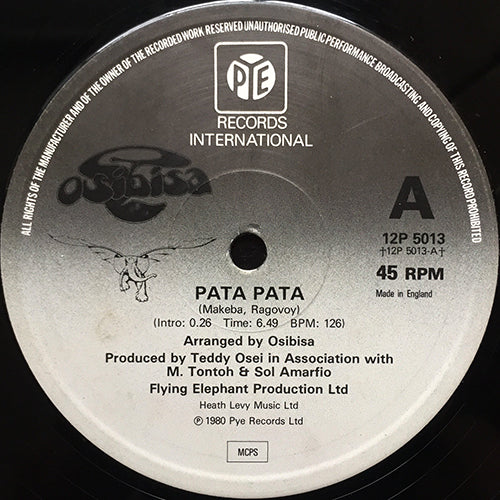 ALL RIGHTS OF THE MANUFACTURER AND OF THE OWNER OF THE RECORDED WORK RESERVED UNAUTHORISED PUBLIC PERFORMANCE BROADCASTING AND COPYING OF THIS RECORD PROHIBITED
PYE
RECORDS
INTERNATIONAL
Osibisa
A
12P 5013
†12P 5013-A†
45 RPM
Made in England
PATA PATA
(Makeba, Ragovoy)
(Intro: 0.26 Time: 6.49 BPM: 126)
Arranged by Osibisa
Produced by Teddy Osei in Association with
M. Tontoh & Sol Amarfio
Flying Elephant Production Ltd
Heath Levy Music Ltd
℗ 1980 Pye Records Ltd
MCPS